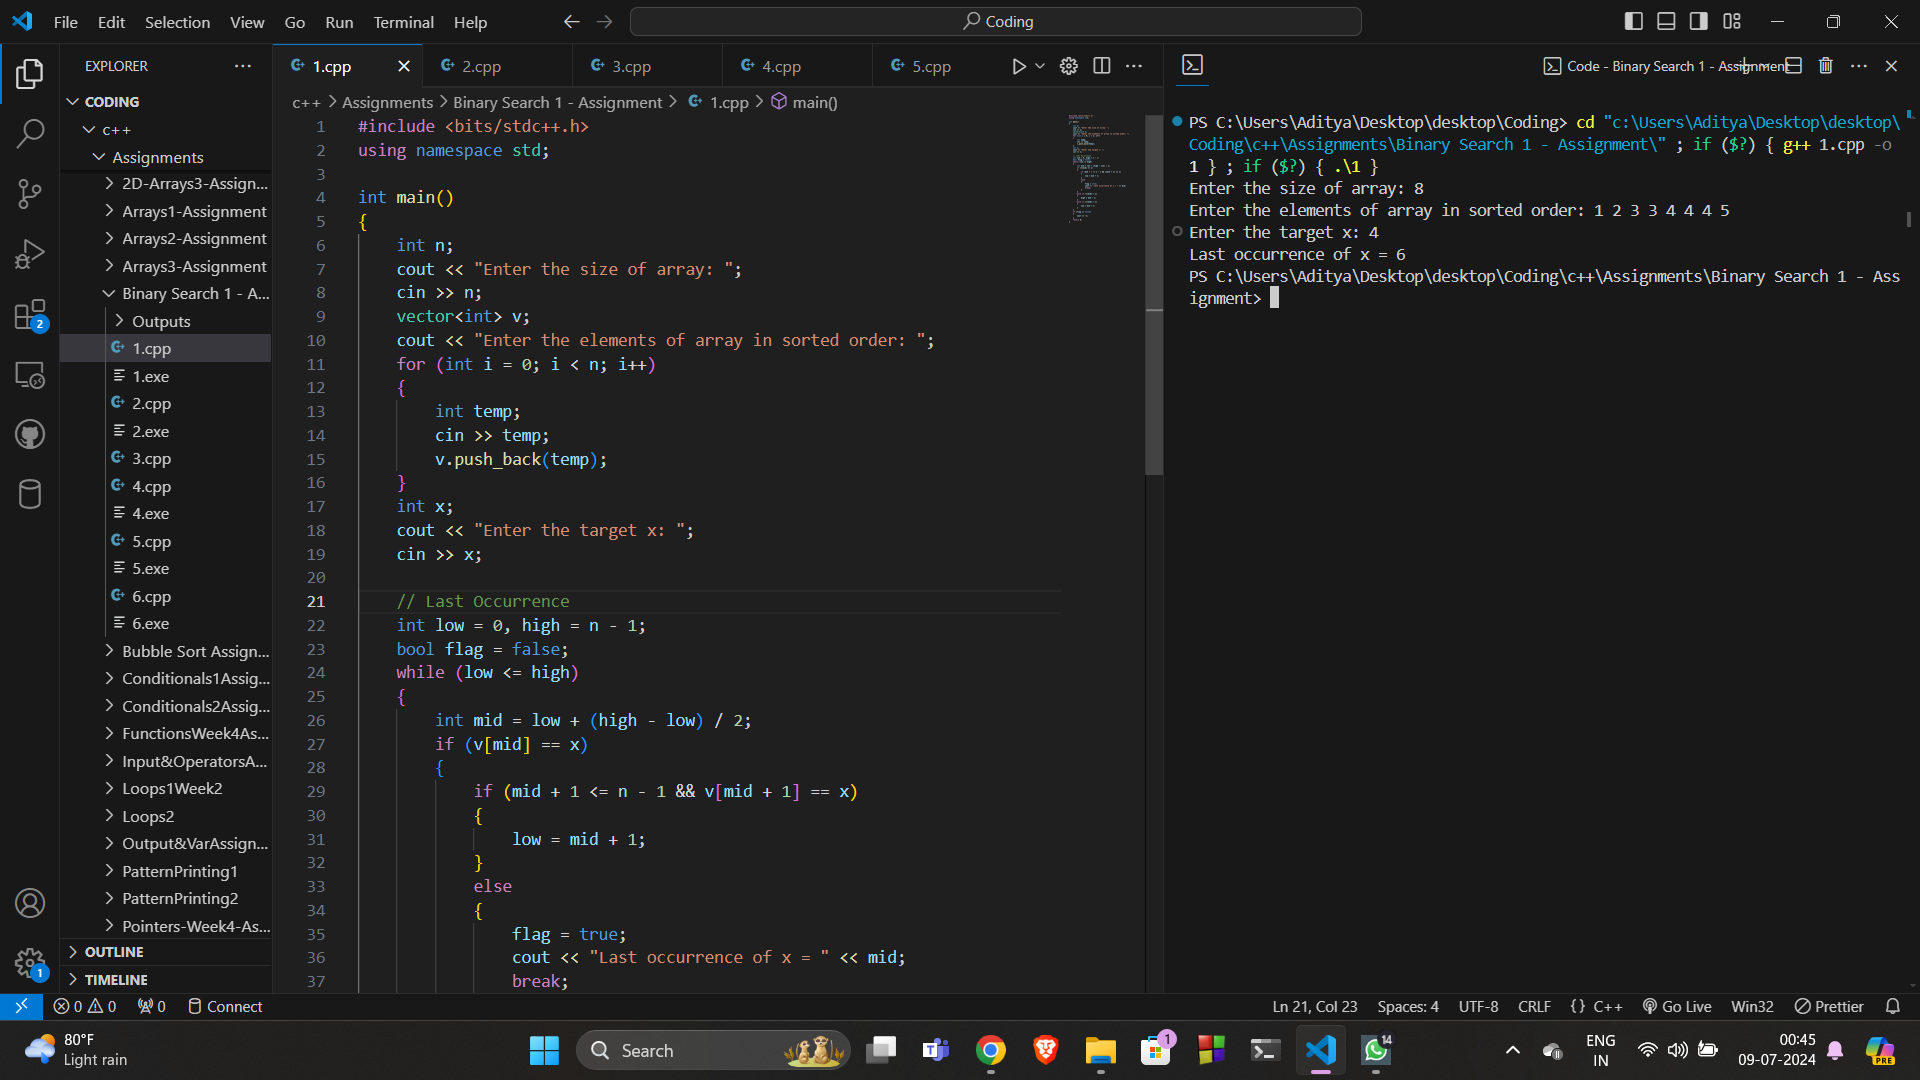 File Edit Selection View Go Run Terminal Help
Coding
EXPLORER
CODING
c++
Assignments
2D-Arrays3-Assign...
Arrays1-Assignment
Arrays2-Assignment
Arrays3-Assignment
Binary Search 1 - A...
Outputs
1.cpp
1.exe
2.cpp
2.exe
3.cpp
4.cpp
4.exe
5.cpp
5.exe
6.cpp
6.exe
Bubble Sort Assign...
Conditionals1Assig...
Conditionals2Assig...
FunctionsWeek4As...
Input&OperatorsA...
Loops1Week2
Loops2
Output&VarAssign...
PatternPrinting1
PatternPrinting2
Pointers-Week4-As...
OUTLINE
TIMELINE
2
1
1.cpp 2.cpp 3.cpp 4.cpp 5.cpp
c++ > Assignments > Binary Search 1 - Assignment > 1.cpp > main()
1 #include <bits/stdc++.h>
2 using namespace std;
3
4 int main()
5 {
6 int n;
7 cout << "Enter the size of array: ";
8 cin >> n;
9 vector<int> v;
10 cout << "Enter the elements of array in sorted order: ";
11 for (int i = 0; i < n; i++)
12 {
13 int temp;
14 cin >> temp;
15 v.push_back(temp);
16 }
17 int x;
18 cout << "Enter the target x: ";
19 cin >> x;
20
21 // Last Occurrence
22 int low = 0, high = n - 1;
23 bool flag = false;
24 while (low <= high)
25 {
26 int mid = low + (high - low) / 2;
27 if (v[mid] == x)
28 {
29 if (mid + 1 <= n - 1 && v[mid + 1] == x)
30 {
31 low = mid + 1;
32 }
33 else
34 {
35 flag = true;
36 cout << "Last occurrence of x = " << mid;
37 break;
Code - Binary Search 1 - Assignment
PS C:\Users\Aditya\Desktop\desktop\Coding> cd "c:\Users\Aditya\Desktop\desktop\
Coding\c++\Assignments\Binary Search 1 - Assignment\" ; if ($?) { g++ 1.cpp -o
1 } ; if ($?) { .\1 }
Enter the size of array: 8
Enter the elements of array in sorted order: 1 2 3 3 4 4 4 5
Enter the target x: 4
Last occurrence of x = 6
PS C:\Users\Aditya\Desktop\desktop\Coding\c++\Assignments\Binary Search 1 - Ass
ignment>
0 0 0 Connect
Ln 21, Col 23 Spaces: 4 UTF-8 CRLF {} C++ Go Live Win32 Prettier
80°F
Light rain
Search
1
14
ENG
IN
00:45
09-07-2024
PRE